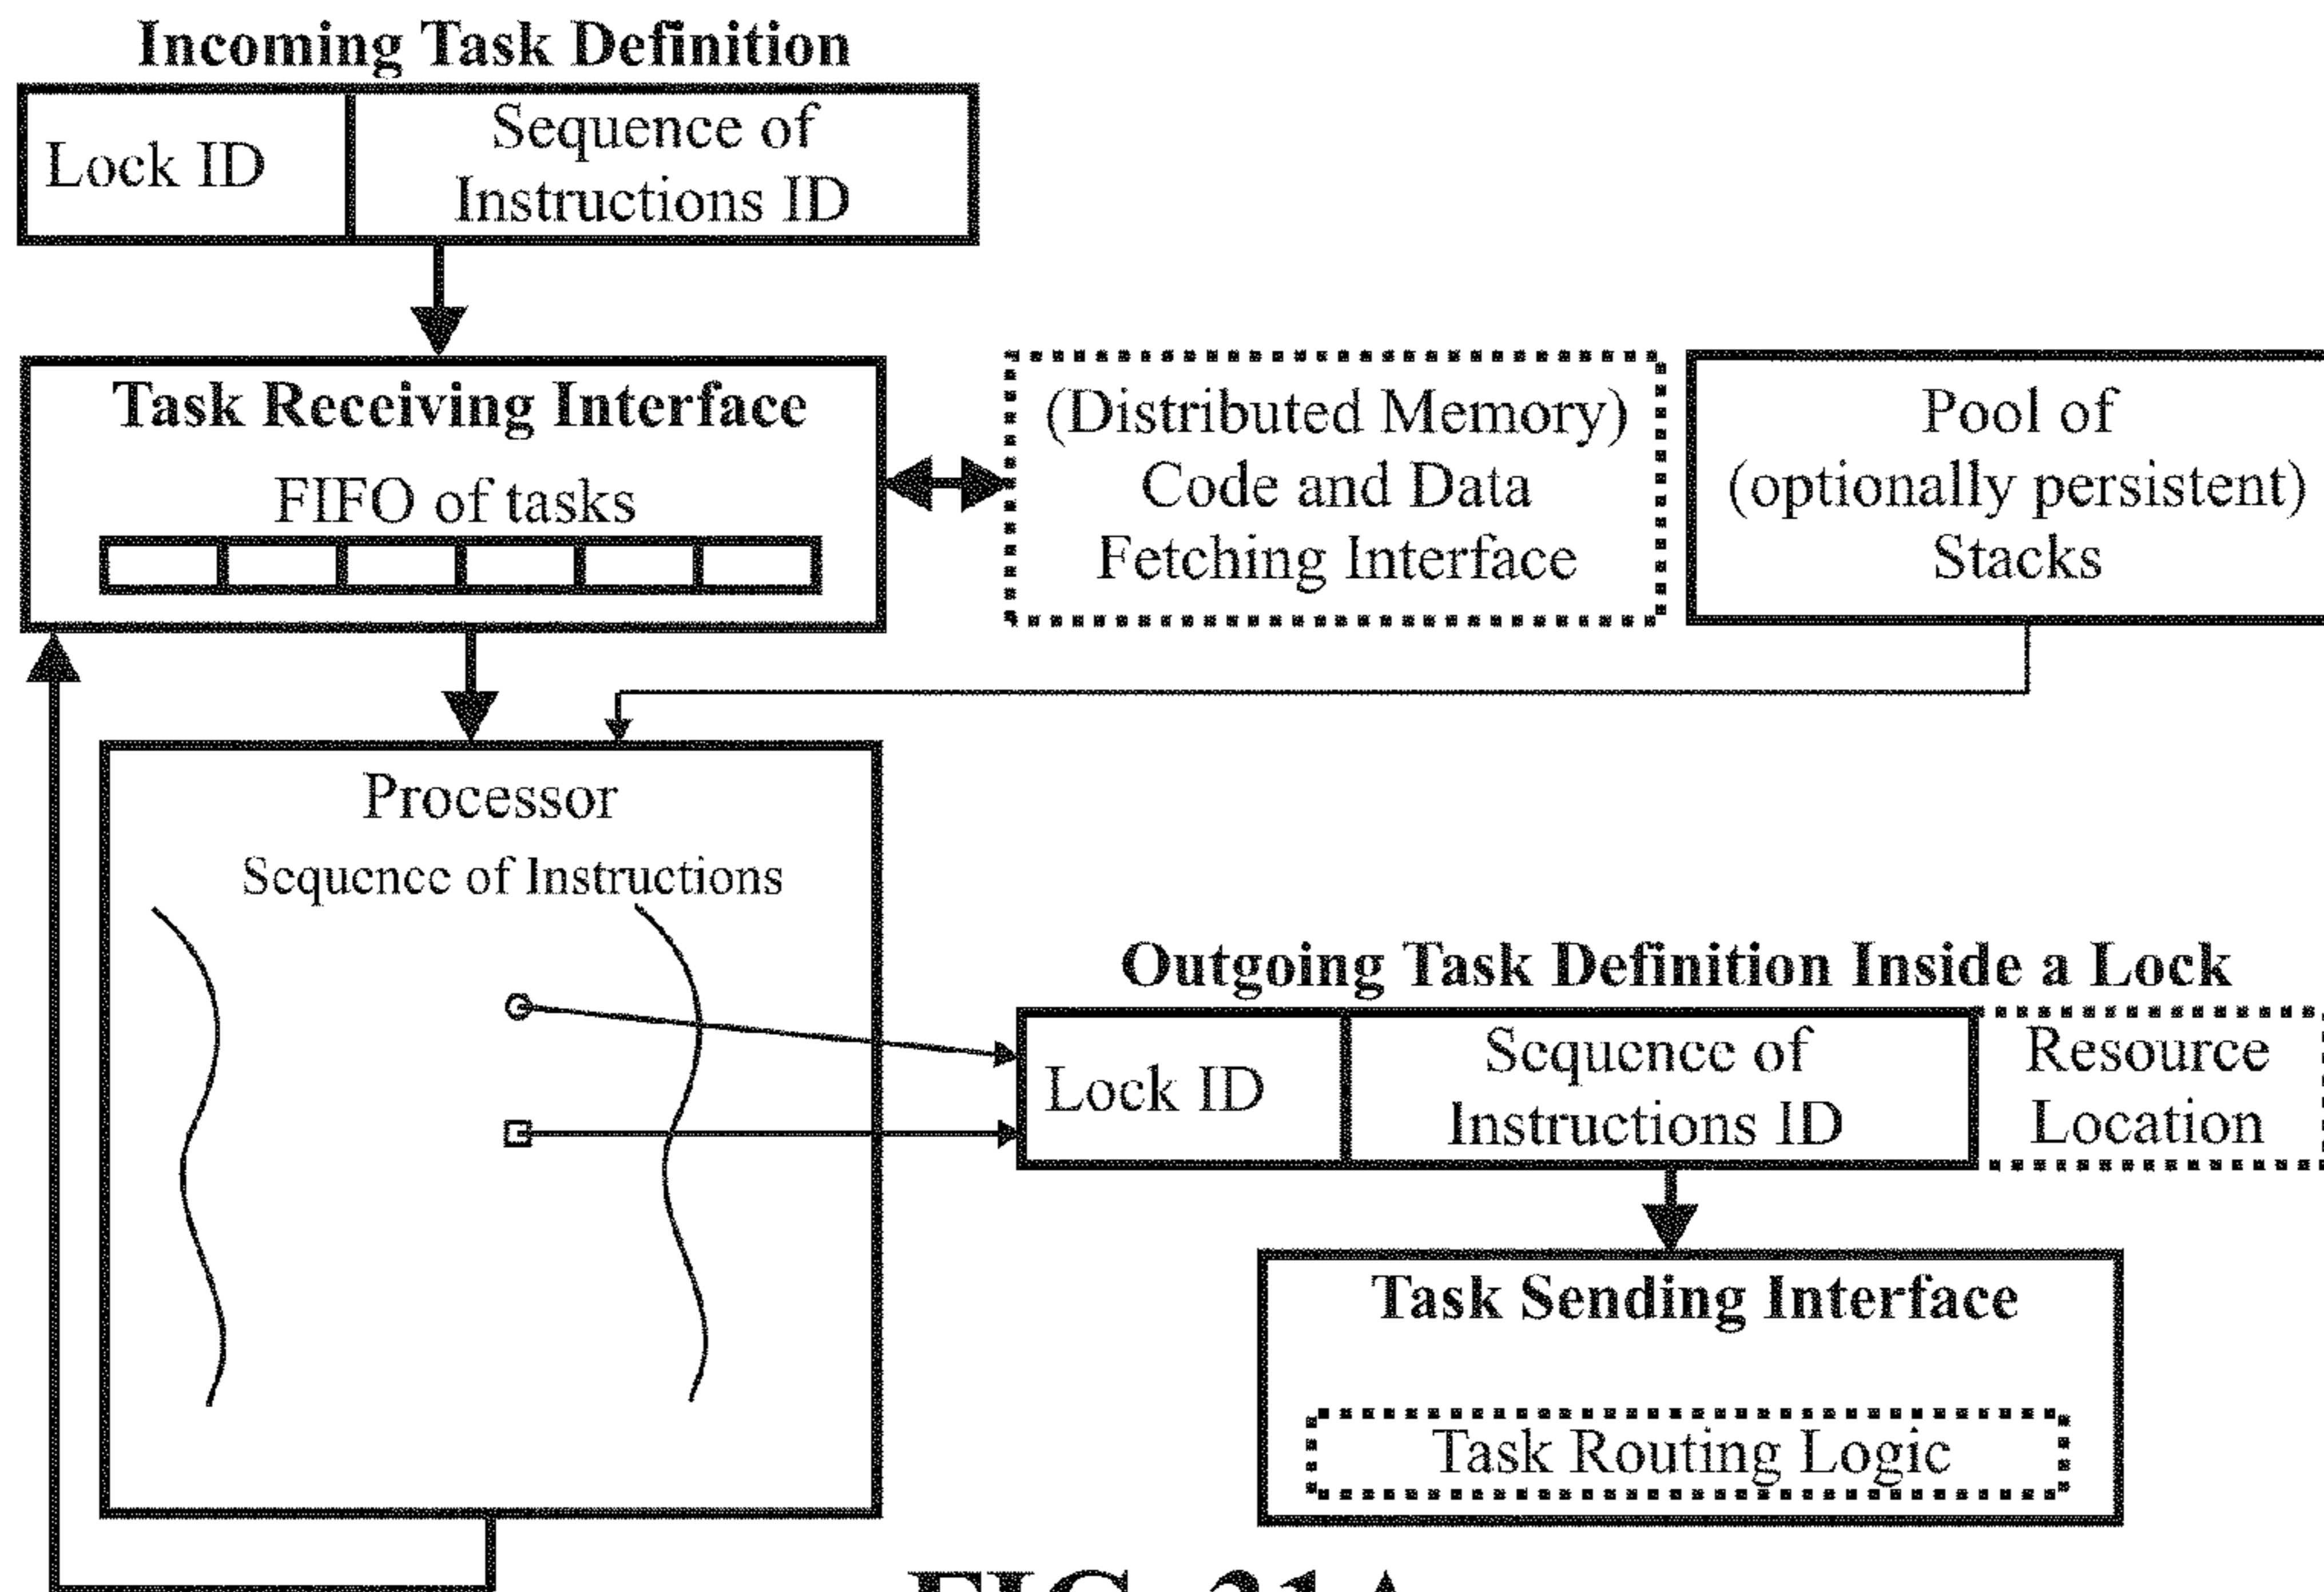 Incoming Task Definition
Lock ID
Sequence of
Instructions ID
Task Receiving Interface
FIFO of tasks
(Distributed Memory)
Code and Data
Fetching Interface
Pool of
(optionally persistent)
Stacks
Processor
Sequence of Instructions
Outgoing Task Definition Inside a Lock
Lock ID
Sequence of
Instructions ID
Resource
Location
Task Sending Interface
Task Routing Logic
FIG. 21A